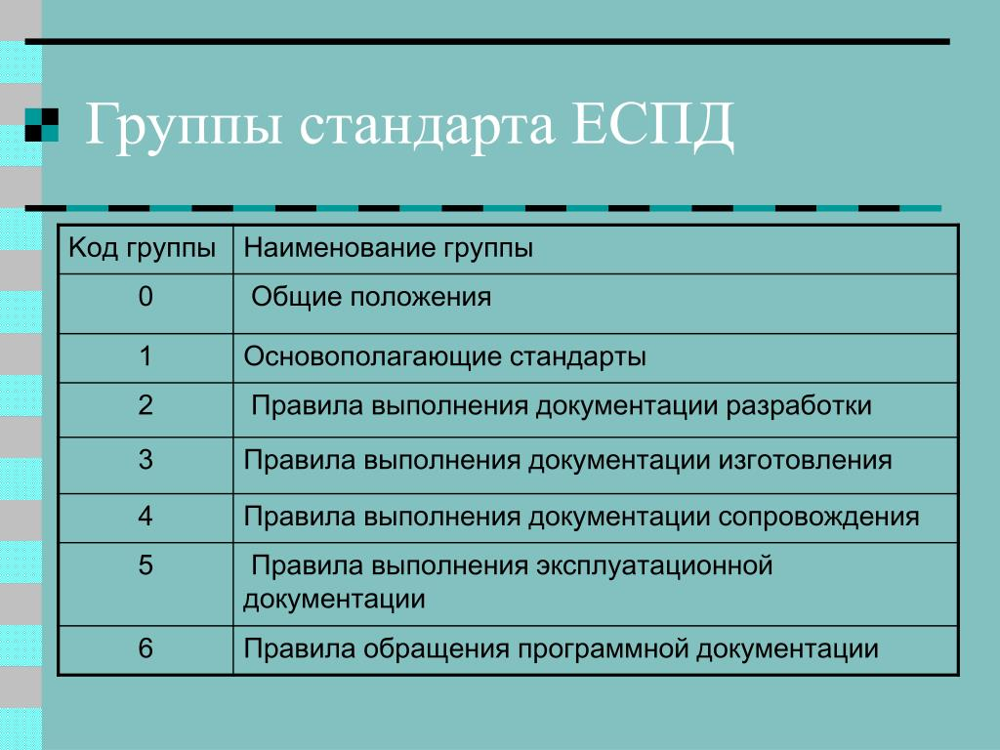 Группы стандарта ЕСПД
Код группы Наименование группы
0 Общие положения
1 Основополагающие стандарты
2 Правила выполнения документации разработки
3 Правила выполнения документации изготовления
4 Правила выполнения документации сопровождения
5 Правила выполнения эксплуатационной
документации
6 Правила обращения программной документации